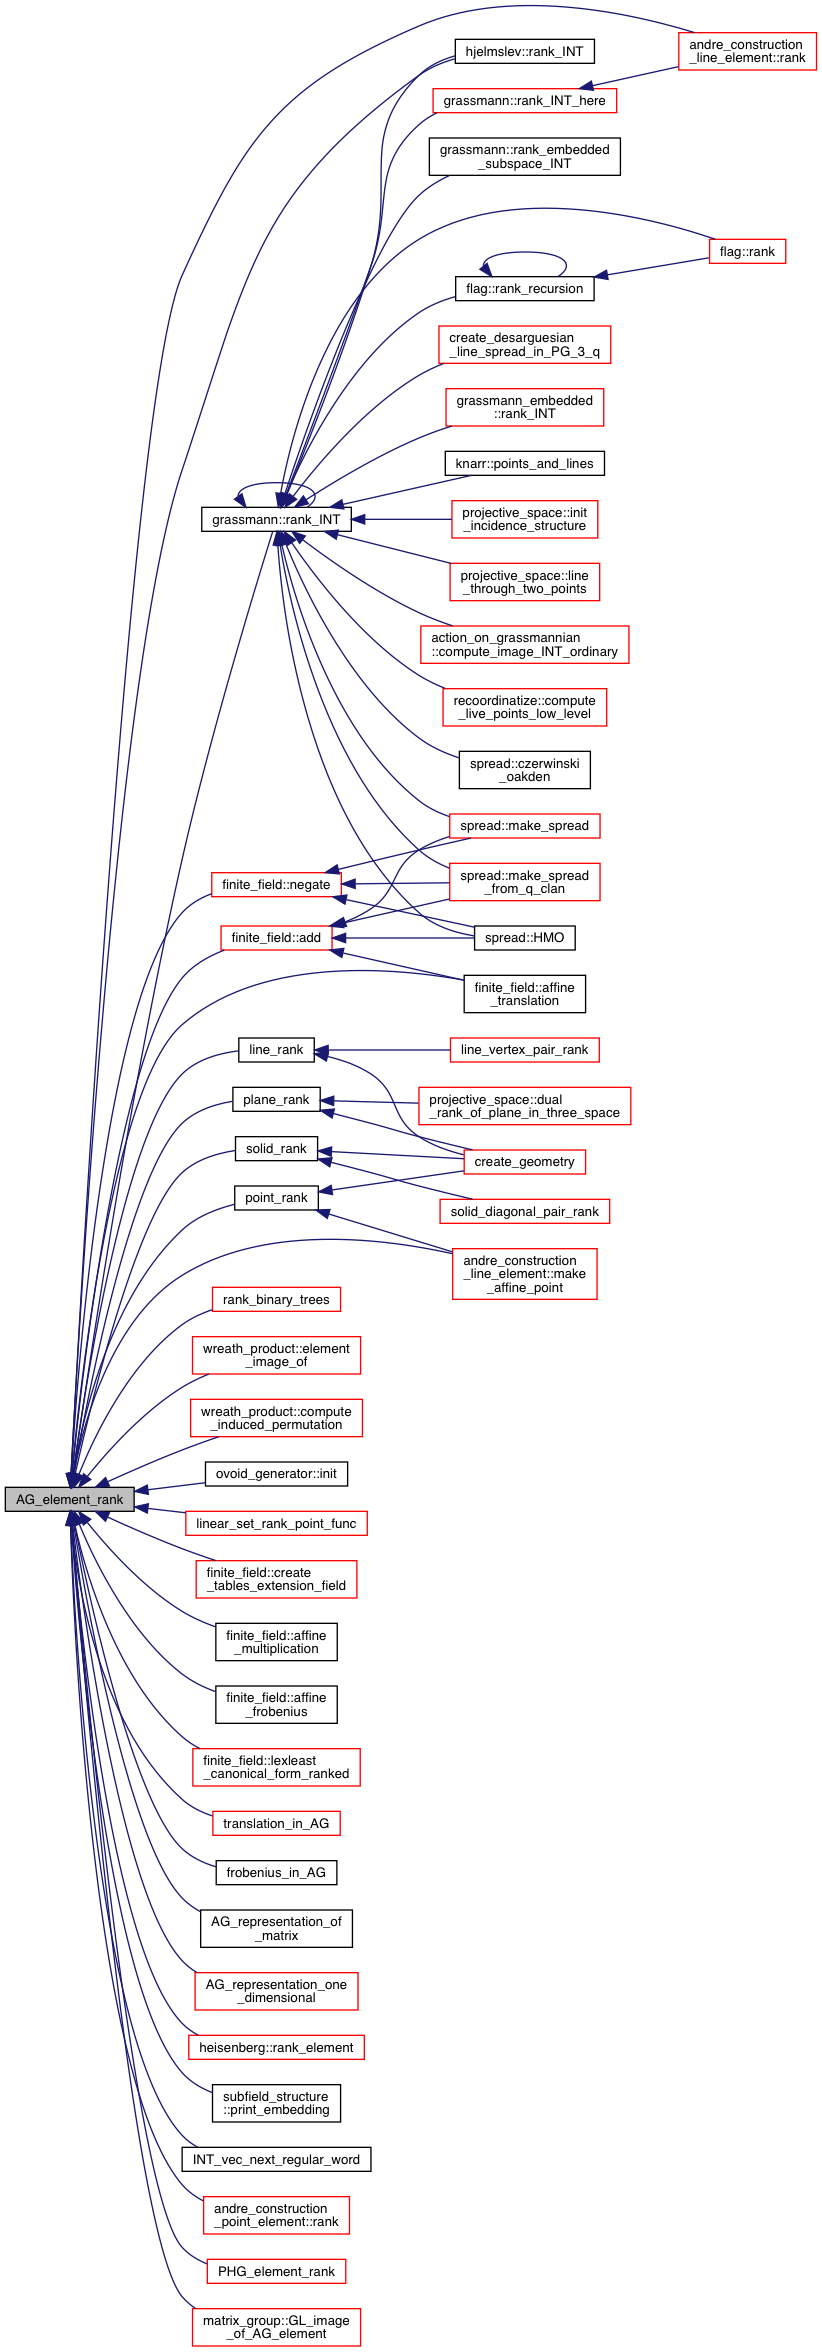 andre_construction
_line_element::rank
hjelmslev::rank_INT
grassmann::rank_INT_here
grassmann::rank_embedded
_subspace_INT
flag::rank
flag::rank_recursion
create_desarguesian
_line_spread_in_PG_3_q
grassmann_embedded
::rank_INT
knarr::points_and_lines
grassmann::rank_INT
projective_space::init
_incidence_structure
projective_space::line
_through_two_points
action_on_grassmannian
::compute_image_INT_ordinary
recoordinatize::compute
_live_points_low_level
spread::czerwinski
_oakden
spread::make_spread
finite_field::negate
spread::make_spread
_from_q_clan
finite_field::add
spread::HMO
finite_field::affine
_translation
line_rank
line_vertex_pair_rank
plane_rank
projective_space::dual
_rank_of_plane_in_three_space
solid_rank
create_geometry
point_rank
solid_diagonal_pair_rank
andre_construction
_line_element::make
_affine_point
rank_binary_trees
wreath_product::element
_image_of
wreath_product::compute
_induced_permutation
ovoid_generator::init
AG_element_rank
linear_set_rank_point_func
finite_field::create
_tables_extension_field
finite_field::affine
_multiplication
finite_field::affine
_frobenius
finite_field::lexleast
_canonical_form_ranked
translation_in_AG
frobenius_in_AG
AG_representation_of
_matrix
AG_representation_one
_dimensional
heisenberg::rank_element
subfield_structure
::print_embedding
INT_vec_next_regular_word
andre_construction
_point_element::rank
PHG_element_rank
matrix_group::GL_image
_of_AG_element